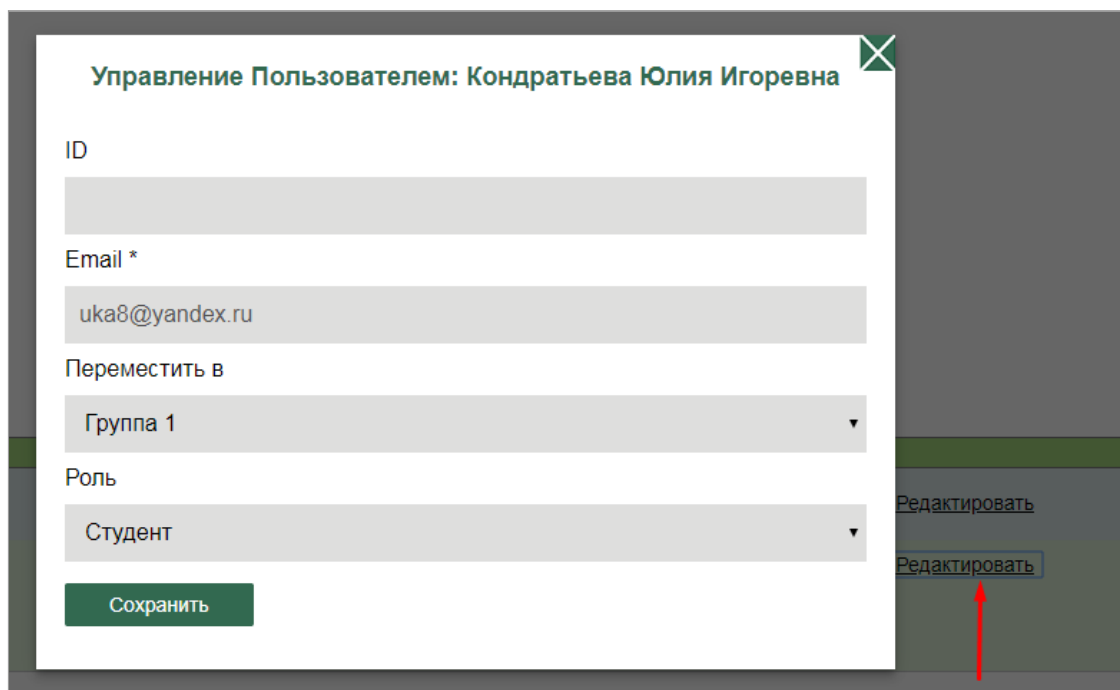 Управление Пользователем: Кондратьева Юлия Игоревна
ID
Email *
uka8@yandex.ru
Переместить в
Группа 1
Роль
Студент
Сохранить
Редактировать
Редактировать